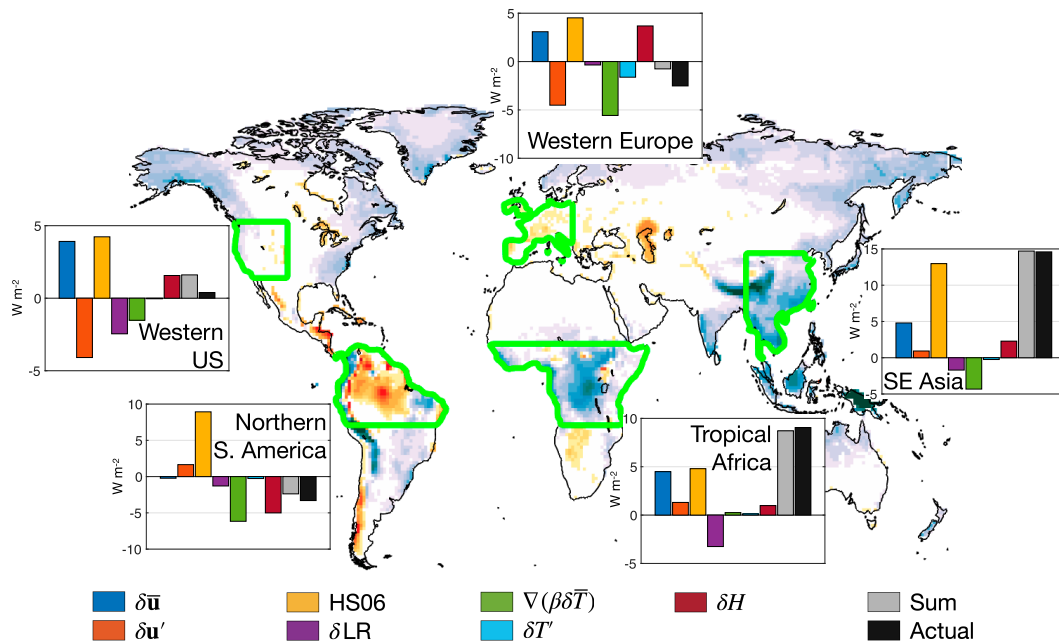 5
0
-5
-10
W m-2
Western Europe
5
0
-5
W m-2
Western
US
15
10
5
0
-5
W m-2
SE Asia
10
5
0
-5
-10
W m-2
Northern
S. America
10
5
0
-5
W m-2
Tropical
Africa
δū HS06 ∇(βδT̅) δH Sum
δu′ δLR δT′ Actual